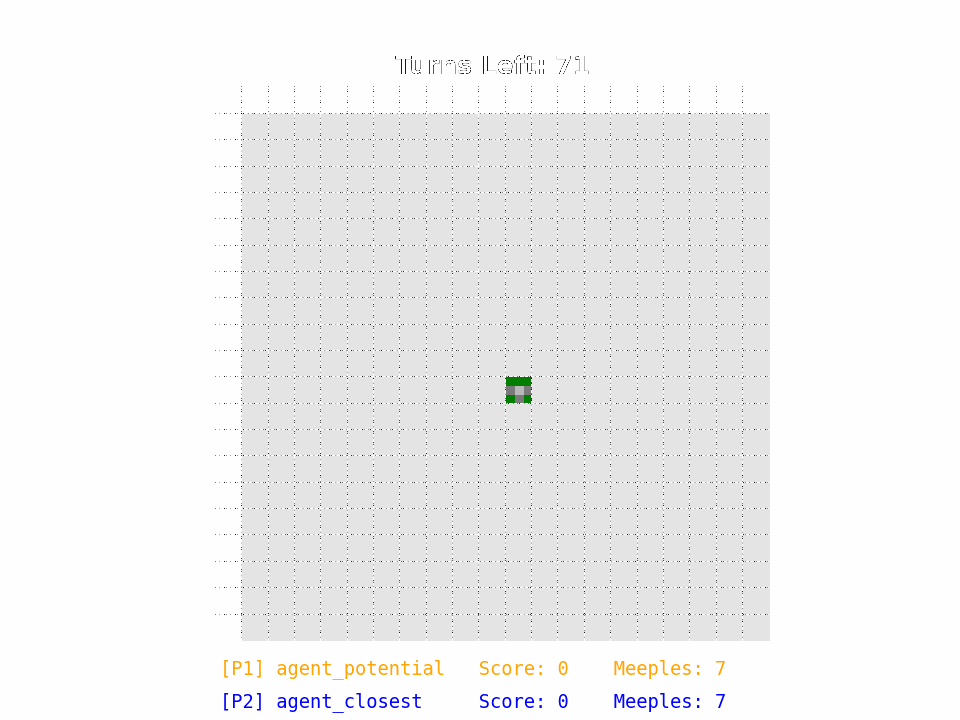 Turns Left: 71
[P1] agent_potential Score: 0 Meeples: 7
[P2] agent_closest Score: 0 Meeples: 7